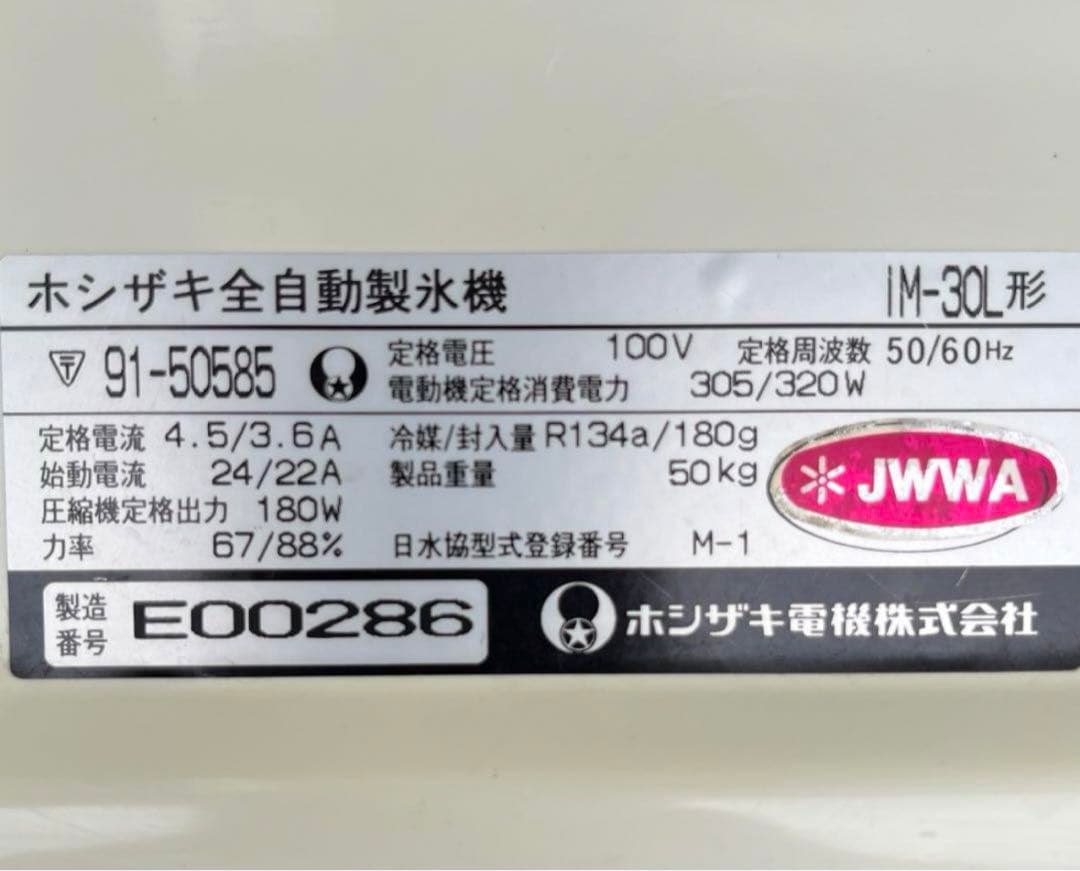 ホシザキ全自動製氷機 IM-30L形
〒 91-50585 定格電圧 100V 定格周波数 50/60Hz
電動機定格消費電力 305/320W
定格電流 4.5/3.6A 冷媒/封入量 R134a/180g
始動電流 24/22A 製品重量 50kg
JWWA
圧縮機定格出力 180W
力率 67/88% 日水協型式登録番号 M-1
製造番号 E00286 ホシザキ電機株式会社